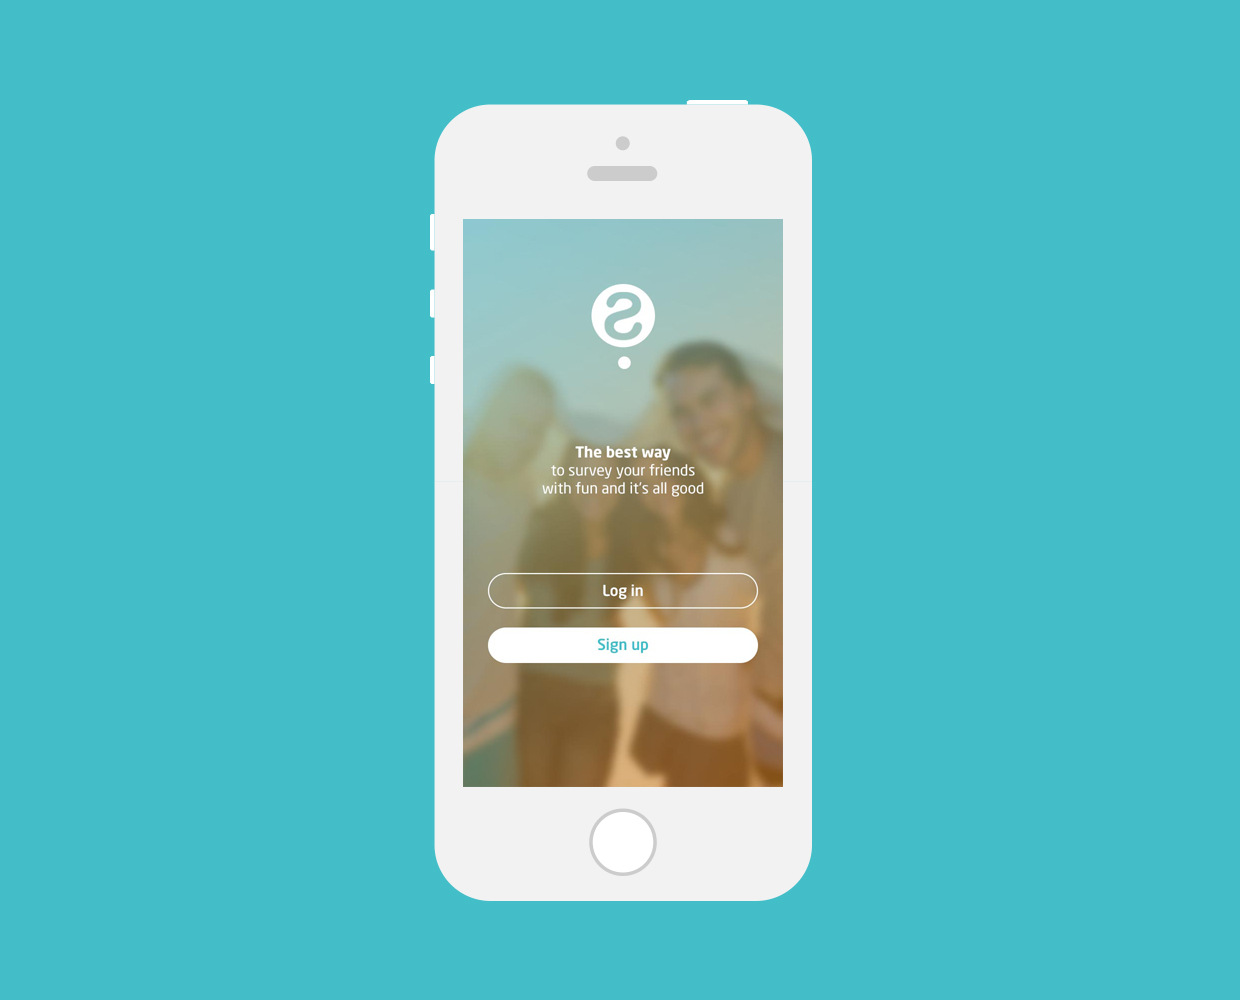 The best way
to survey your friends
with fun and it's all good
Log in
Sign up